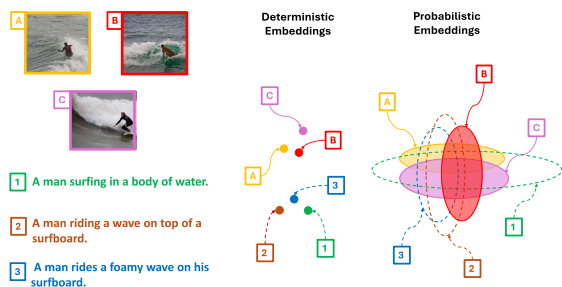 A
B
C
1 A man surfing in a body of water.
2 A man riding a wave on top of a
surfboard.
3 A man rides a foamy wave on his
surfboard.
Deterministic
Embeddings
C
B
A
3
2
1
Probabilistic
Embeddings
B
A
C
1
3
2